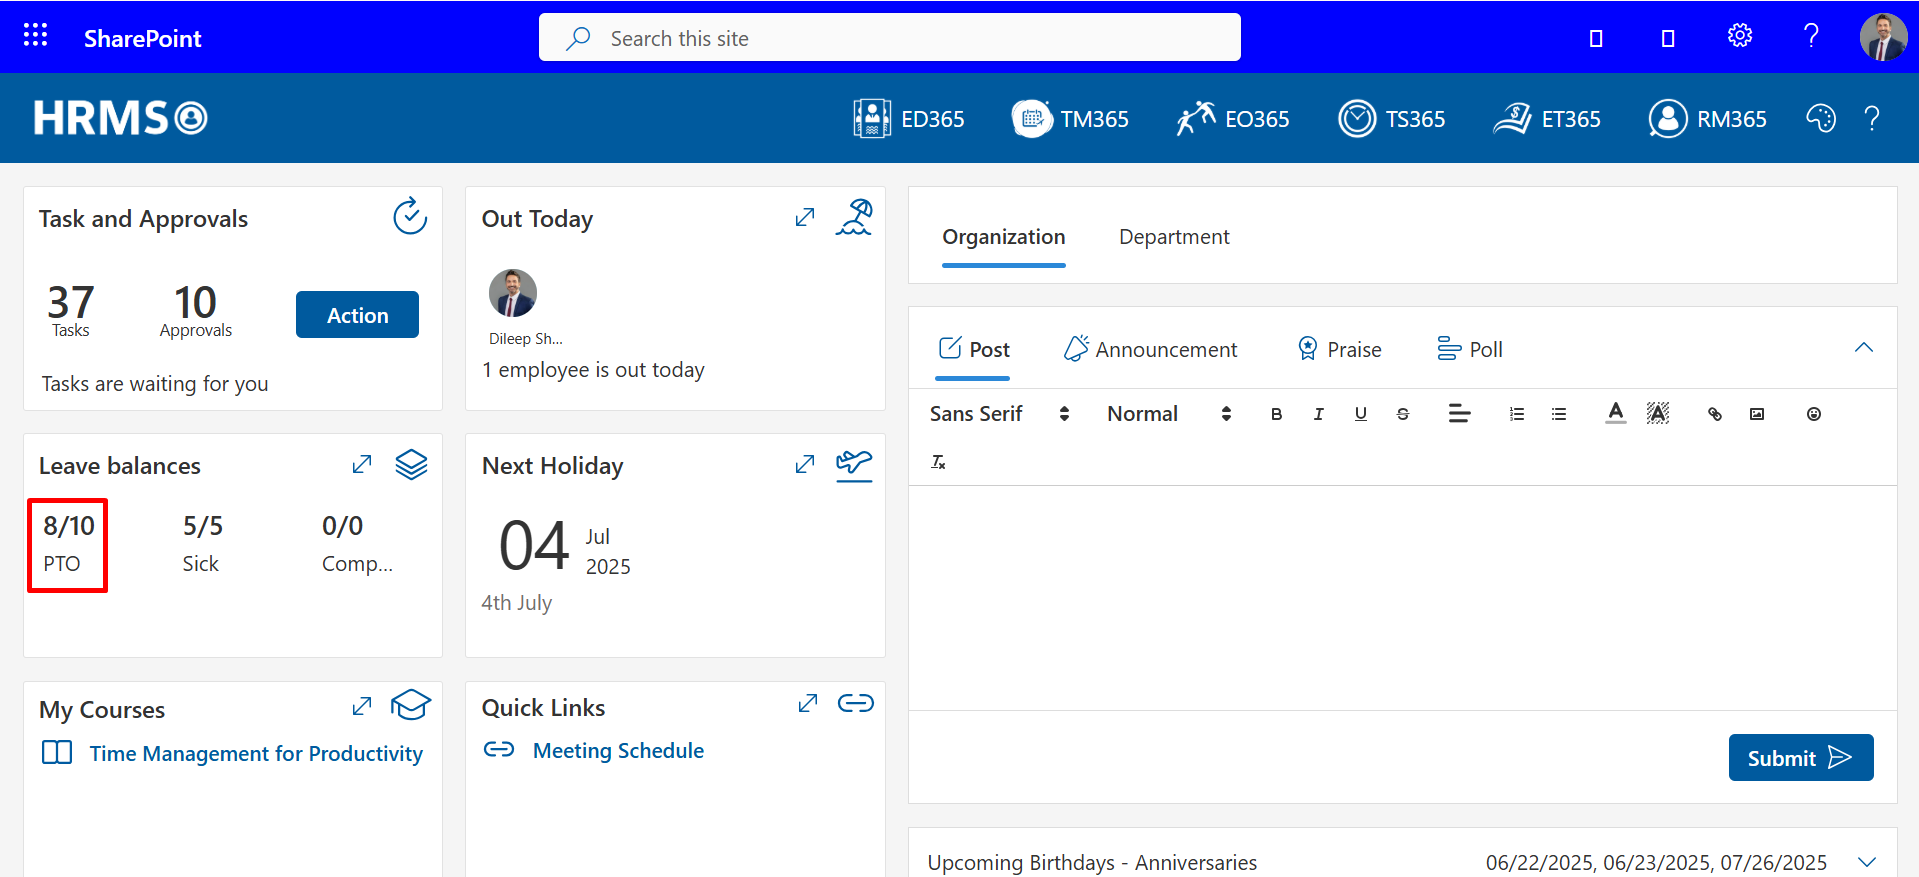 SharePoint
Search this site
HRMS
ED365
TM365
EO365
TS365
ET365
RM365
Task and Approvals
37
Tasks
10
Approvals
Action
Tasks are waiting for you
Out Today
Dileep Sh...
1 employee is out today
Organization
Department
Post
Announcement
Praise
Poll
Sans Serif
Normal
Leave balances
8/10
PTO
5/5
Sick
0/0
Comp...
Next Holiday
04
Jul
2025
4th July
My Courses
Time Management for Productivity
Quick Links
Meeting Schedule
Submit
Upcoming Birthdays - Anniversaries
06/22/2025, 06/23/2025, 07/26/2025